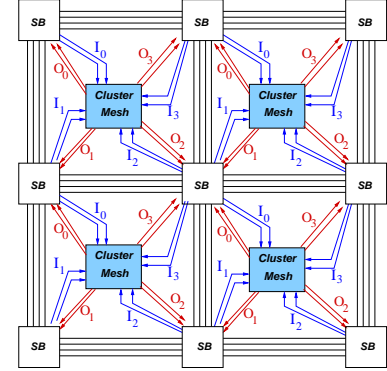 SB SB SB
I0 O3 I0 O3
O0 O0
Cluster Cluster
Mesh Mesh
I1 I3 I1 I3
O1 I2 O2 O1 I2 O2
SB SB SB
I0 O3 I0 O3
O0 O0
Cluster Cluster
Mesh Mesh
I1 I3 I1 I3
O1 I2 O2 O1 I2 O2
SB SB SB